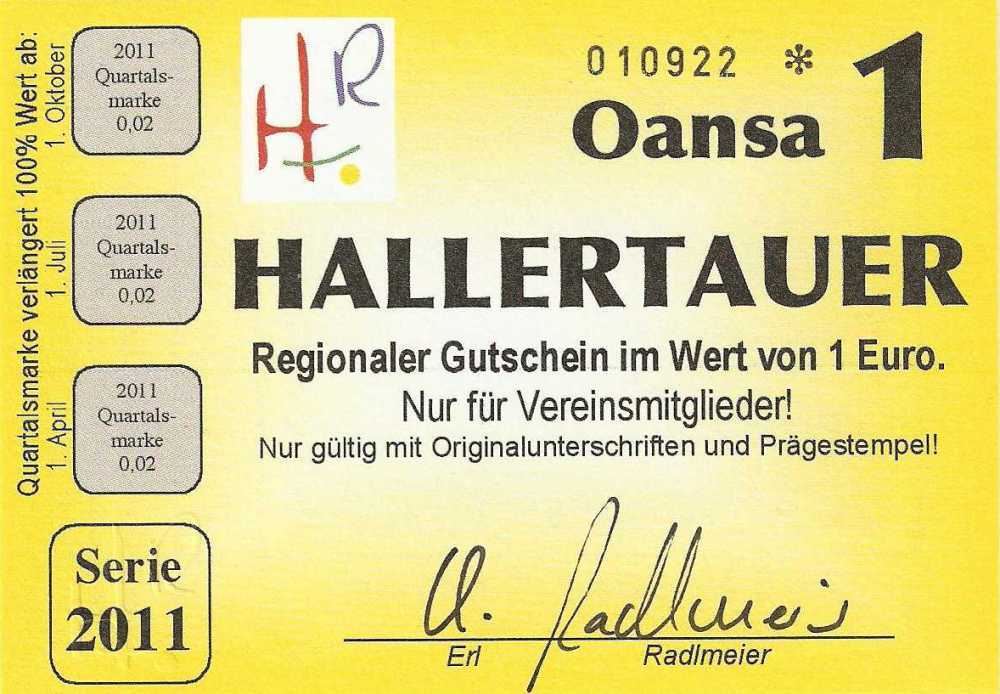 Quartalsmarke verlängert 100% Wert ab:
1. Oktober
2011
Quartals-
marke
0,02
1. Juli
2011
Quartals-
marke
0,02
1. April
2011
Quartals-
marke
0,02
Serie
2011
HR
010922 * 1
Oansa
HALLERTAUER
Regionaler Gutschein im Wert von 1 Euro.
Nur für Vereinsmitglieder!
Nur gültig mit Originalunterschriften und Prägestempel!
Radlmeier
Erl Radlmeier